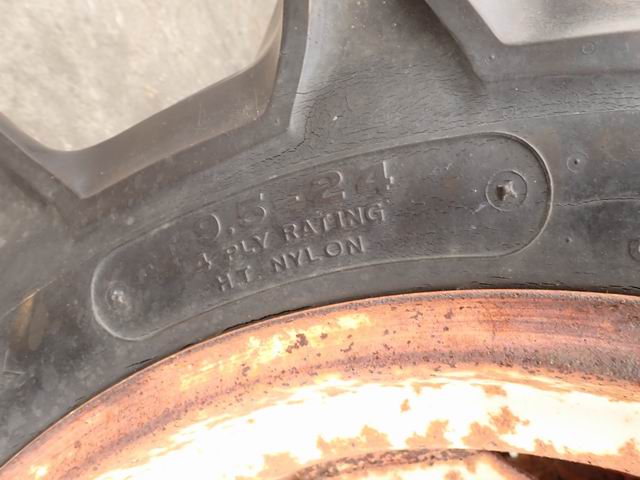 9.5-24
4 PLY RATING
H.T. NYLON